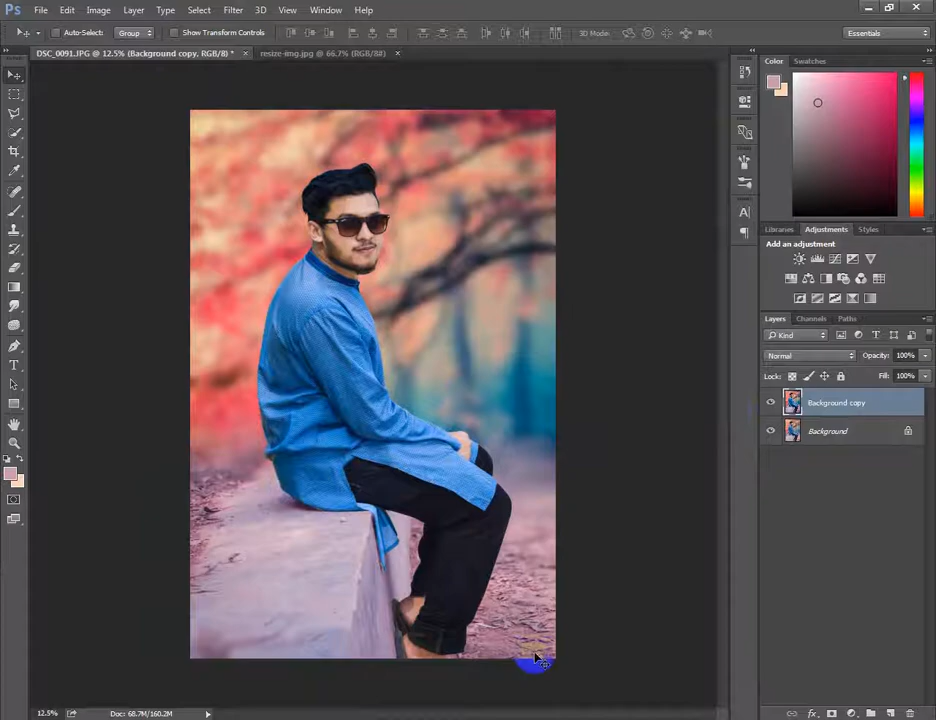 Ps File Edit Image Layer Type Select Filter 3D View Window Help
Auto-Select: Group Show Transform Controls 3D Mode: Essentials
DSC_0091.JPG @ 12.5% (Background copy, RGB/8) * × resize-img.jpg @ 66.7% (RGB/8#) ×
Color Swatches
Libraries Adjustments Styles
Add an adjustment
Layers Channels Paths
Kind
Normal Opacity: 100%
Lock: Fill: 100%
Background copy
Background
12.5% Doc: 68.7M/160.2M